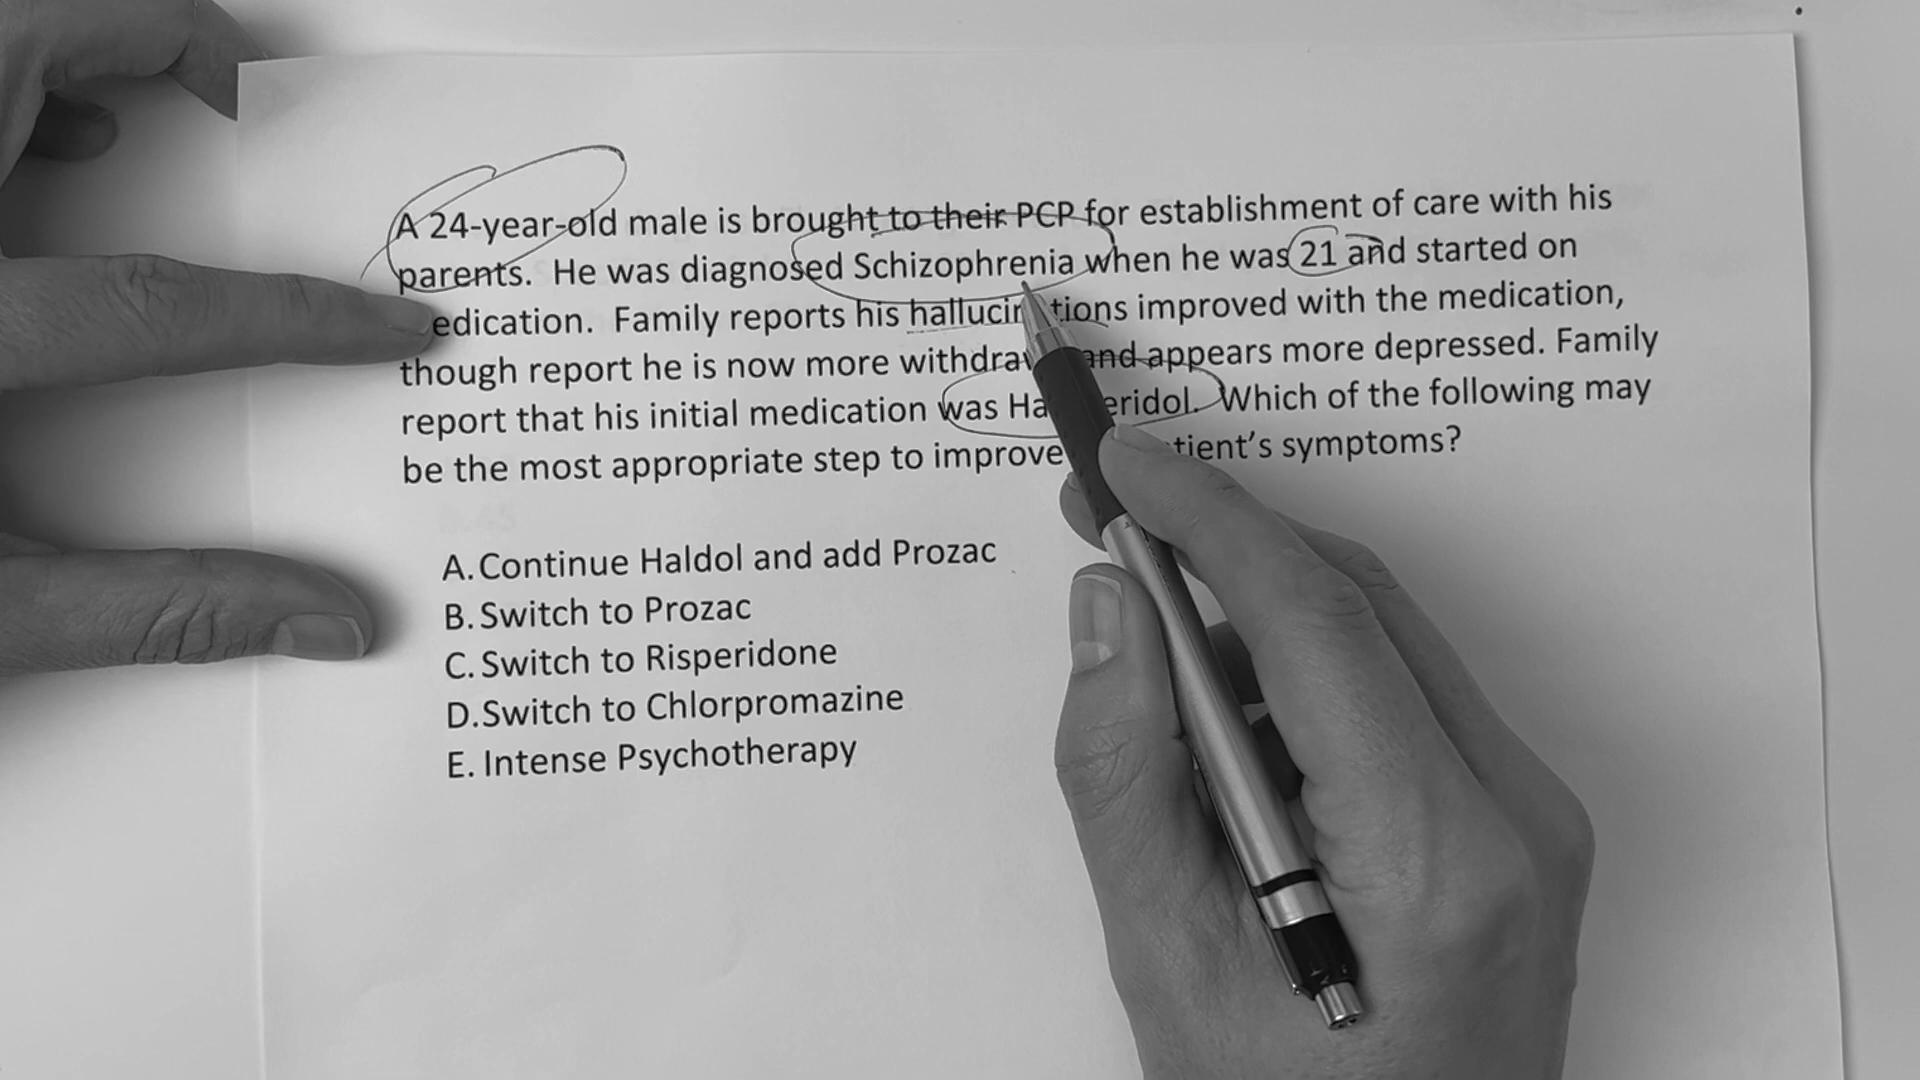 A 24-year-old male is brought to their PCP for establishment of care with his
parents. He was diagnosed Schizophrenia when he was 21 and started on
edication. Family reports his hallucin tions improved with the medication,
though report he is now more withdra and appears more depressed. Family
report that his initial medication was Ha eridol. Which of the following may
be the most appropriate step to improve tient's symptoms?
A. Continue Haldol and add Prozac
B. Switch to Prozac
C. Switch to Risperidone
D. Switch to Chlorpromazine
E. Intense Psychotherapy